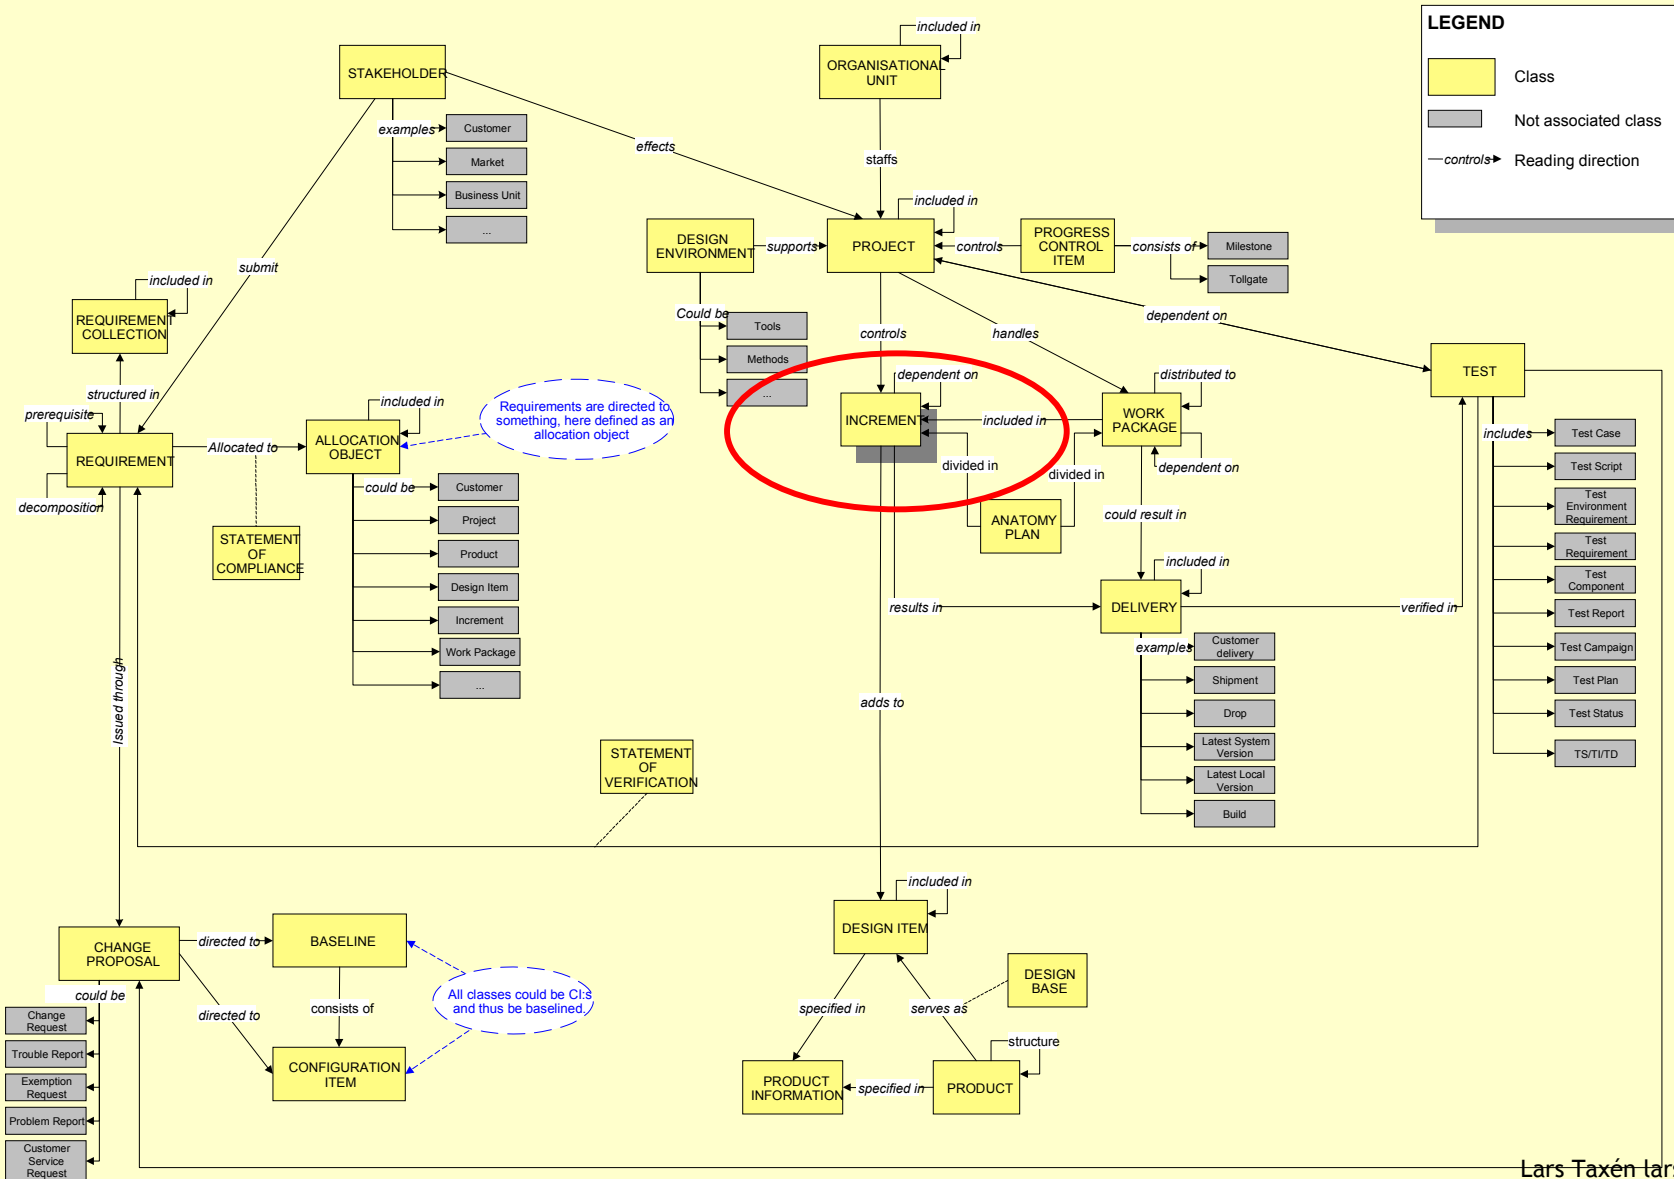 LEGEND
Class
Not associated class
controls
Reading direction
included in
ORGANISATIONAL
UNIT
STAKEHOLDER
examples
Customer
Market
Business Unit
...
effects
staffs
submit
included in
PROJECT
DESIGN
ENVIRONMENT
supports
controls
PROGRESS
CONTROL
ITEM
consists of
Milestone
Tollgate
Could be
Tools
Methods
...
controls
handles
dependent on
included in
REQUIREMENT
COLLECTION
structured in
prerequisite
REQUIREMENT
decomposition
Allocated to
included in
ALLOCATION
OBJECT
Requirements are directed to
something, here defined as an
allocation object
could be
Customer
Project
Product
Design Item
Increment
Work Package
...
STATEMENT
OF
COMPLIANCE
dependent on
INCREMENT
included in
divided in
distributed to
WORK
PACKAGE
dependent on
divided in
ANATOMY
PLAN
could result in
TEST
includes
Test Case
Test Script
Test
Environment
Requirement
Test
Requirement
Test
Component
Test Report
Test Campaign
Test Plan
Test Status
TS/TI/TD
results in
included in
DELIVERY
verified in
examples
Customer
delivery
Shipment
Drop
Latest System
Version
Latest Local
Version
Build
Issued through
adds to
STATEMENT
OF
VERIFICATION
included in
DESIGN ITEM
CHANGE
PROPOSAL
directed to
BASELINE
directed to
consists of
CONFIGURATION
ITEM
All classes could be CI:s
and thus be baselined.
could be
Change
Request
Trouble Report
Exemption
Request
Problem Report
Customer
Service
Request
DESIGN
BASE
specified in
serves as
structure
PRODUCT
INFORMATION
specified in
PRODUCT
Lars Taxén lars